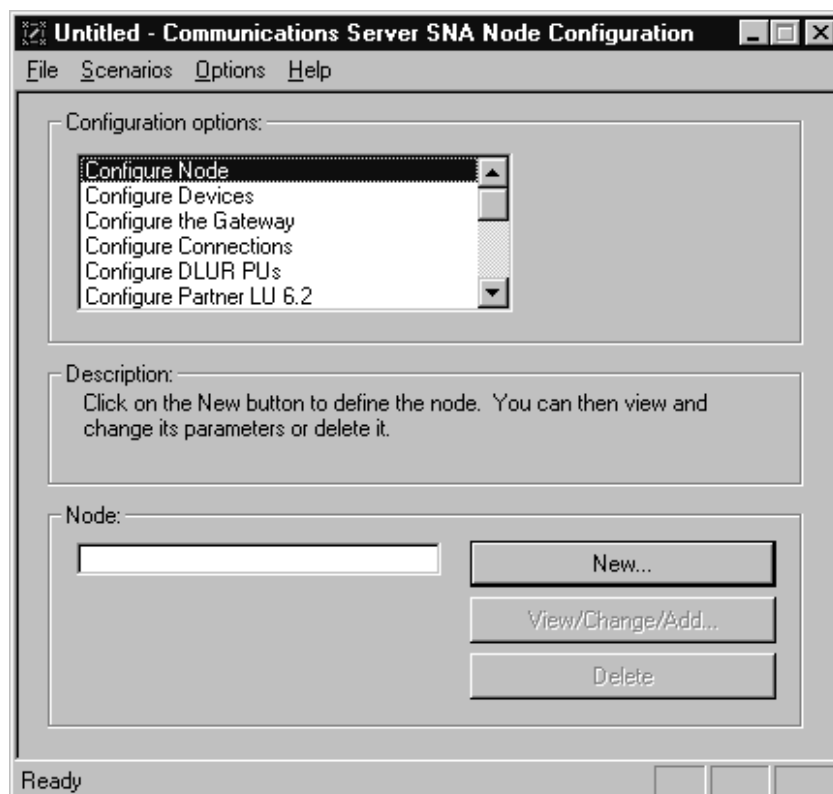 Untitled - Communications Server SNA Node Configuration
File Scenarios Options Help
Configuration options:
Configure Node
Configure Devices
Configure the Gateway
Configure Connections
Configure DLUR PUs
Configure Partner LU 6.2
Description:
Click on the New button to define the node. You can then view and
change its parameters or delete it.
Node:
New...
View/Change/Add...
Delete
Ready